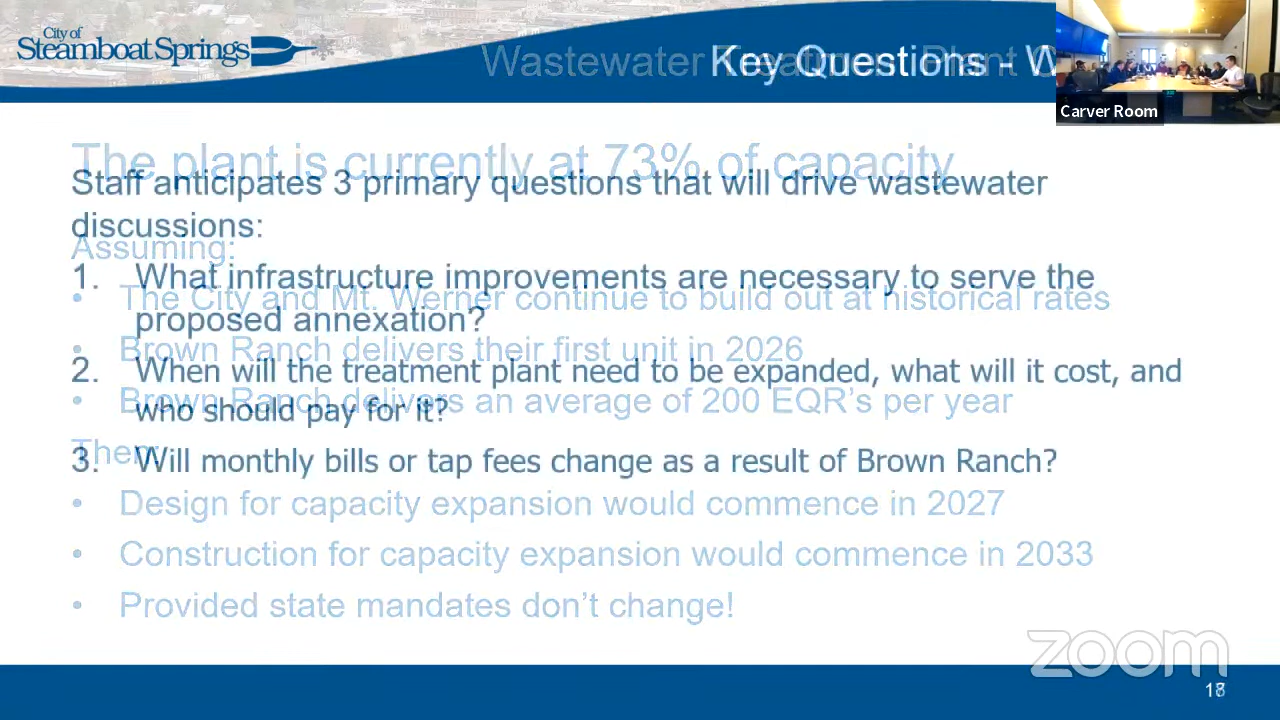 City of
Steamboat Springs
Wastewater Treatment Plant
Key Questions - W
Carver Room
The plant is currently at 73% of capacity
Staff anticipates 3 primary questions that will drive wastewater
discussions:
Assuming:
1. What infrastructure improvements are necessary to serve the
• The City and Mt. Werner continue to build out at historical rates
proposed annexation?
• Brown Ranch delivers their first unit in 2026
2. When will the treatment plant need to be expanded, what will it cost, and
• Brown Ranch delivers an average of 200 EQR's per year
who should pay for it?
Then:
3. Will monthly bills or tap fees change as a result of Brown Ranch?
• Design for capacity expansion would commence in 2027
• Construction for capacity expansion would commence in 2033
• Provided state mandates don't change!
zoom